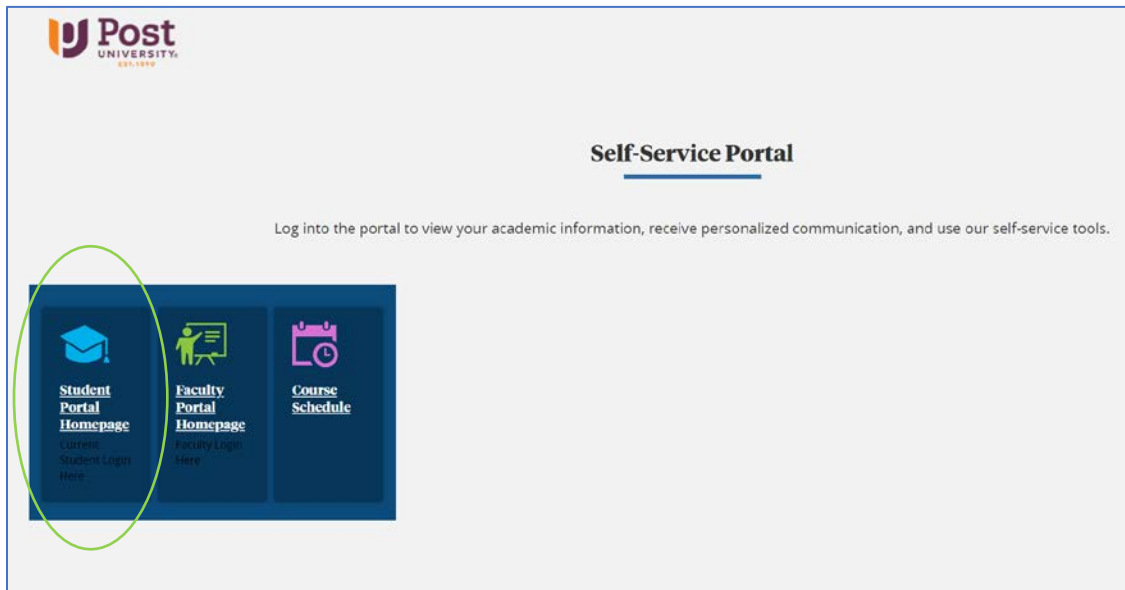 Post
UNIVERSITY®
EST. 1890
Self-Service Portal
Log into the portal to view your academic information, receive personalized communication, and use our self-service tools.
Student
Portal
Homepage
Current
Student Login
Here
Faculty
Portal
Homepage
Faculty Login
Here
Course
Schedule